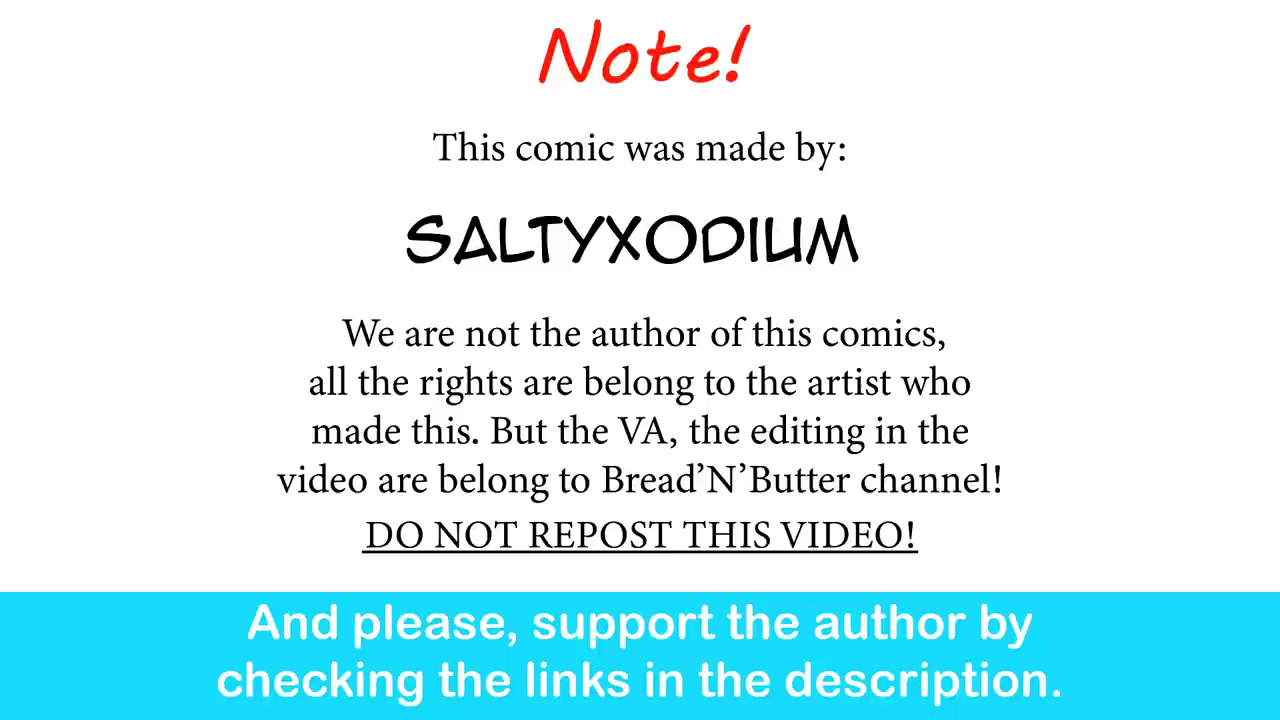 Note!
This comic was made by:
SALTYXODIUM
We are not the author of this comics,
all the rights are belong to the artist who
made this. But the VA, the editing in the
video are belong to Bread’N’Butter channel!
DO NOT REPOST THIS VIDEO!
And please, support the author by
checking the links in the description.